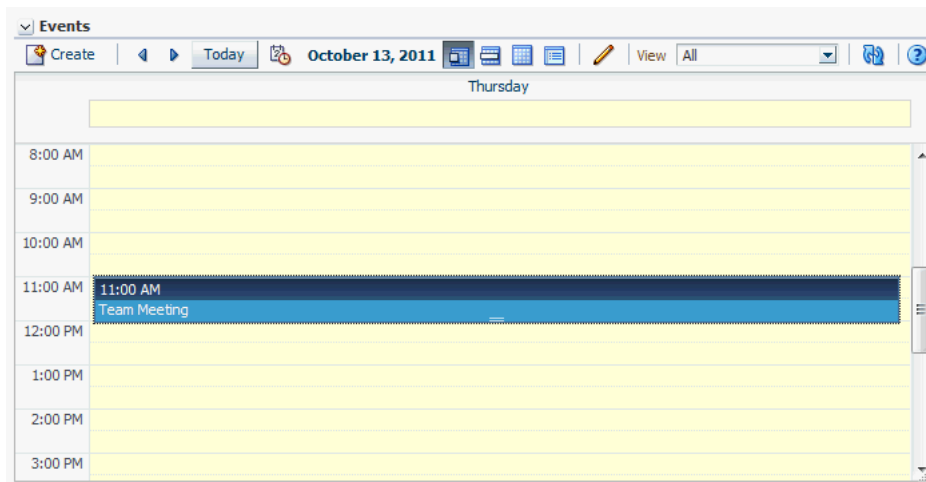 Events
Create Today October 13, 2011 View All
Thursday
8:00 AM
9:00 AM
10:00 AM
11:00 AM 11:00 AM
Team Meeting
12:00 PM
1:00 PM
2:00 PM
3:00 PM